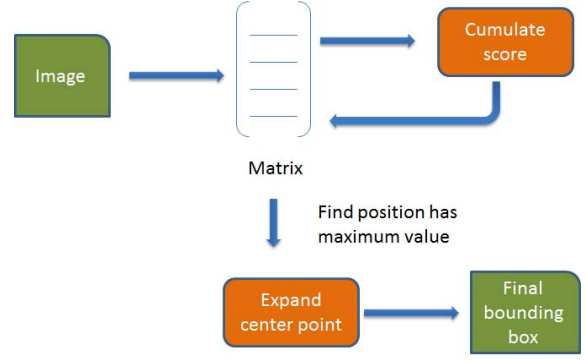 Image
Cumulate
score
Matrix
Find position has
maximum value
Expand
center point
Final
bounding
box